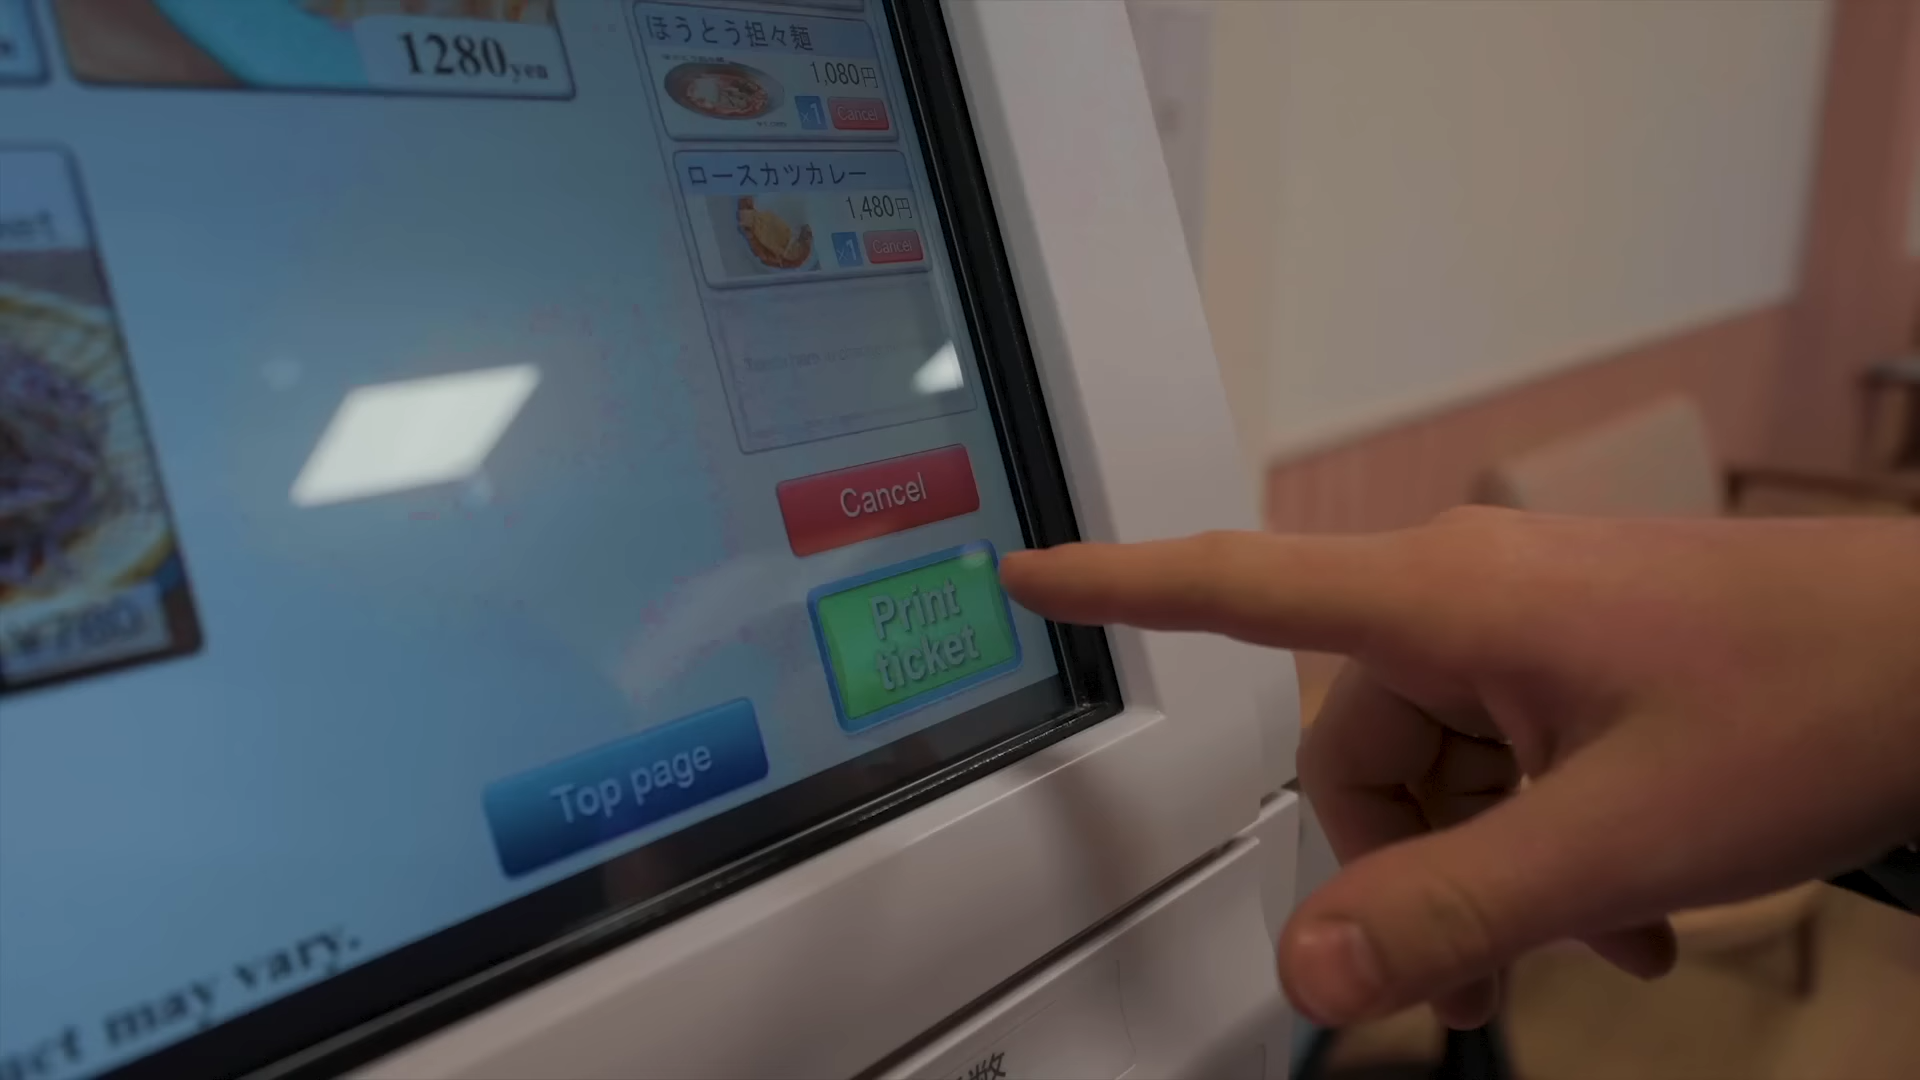 1280yen
ほうとう担々麺
1,080円
x1 Cancel
ロースカツカレー
1,480円
x1 Cancel
Cancel
Print
ticket
Top page
may vary.
数